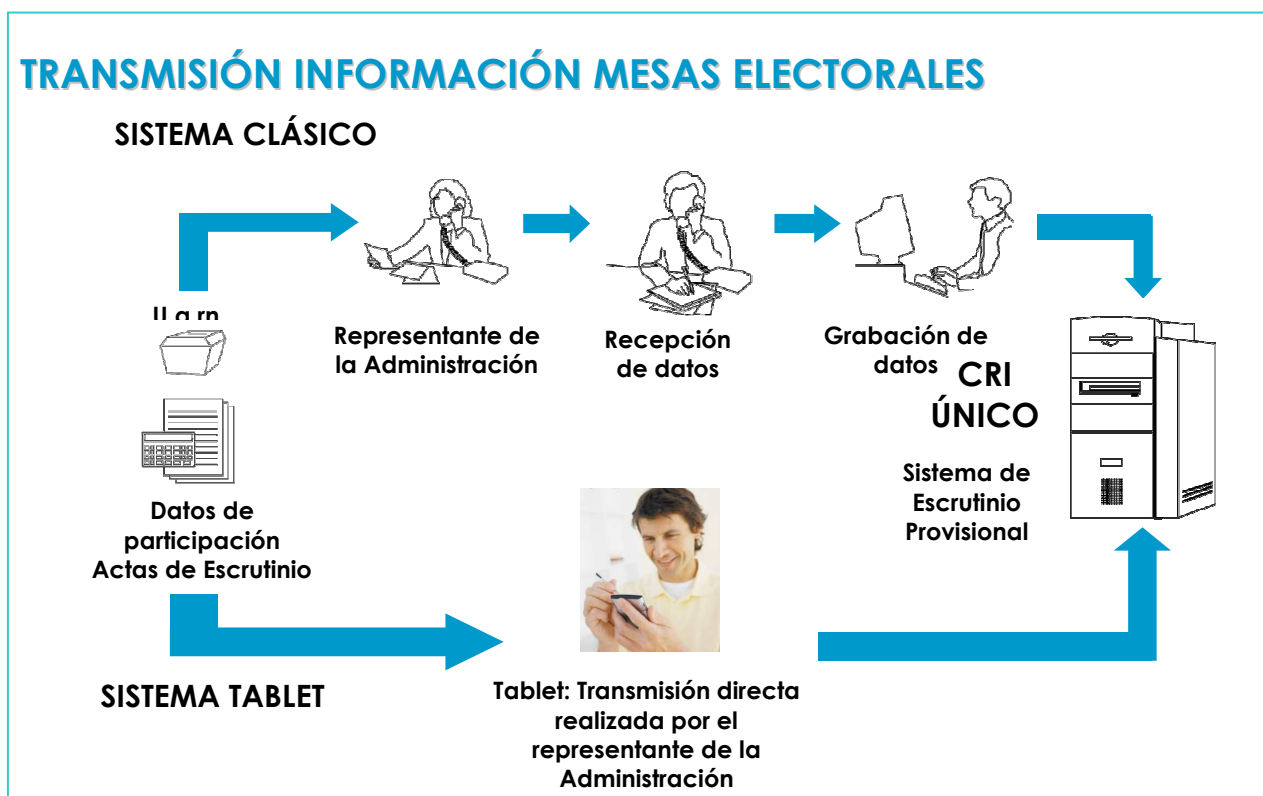 TRANSMISIÓN INFORMACIÓN MESAS ELECTORALES
SISTEMA CLÁSICO
Representante de
la Administración
Recepción
de datos
Grabación de
datos
CRI
ÚNICO
Sistema de
Escrutinio
Provisional
Datos de
participación
Actas de Escrutinio
SISTEMA TABLET
Tablet: Transmisión directa
realizada por el
representante de la
Administración